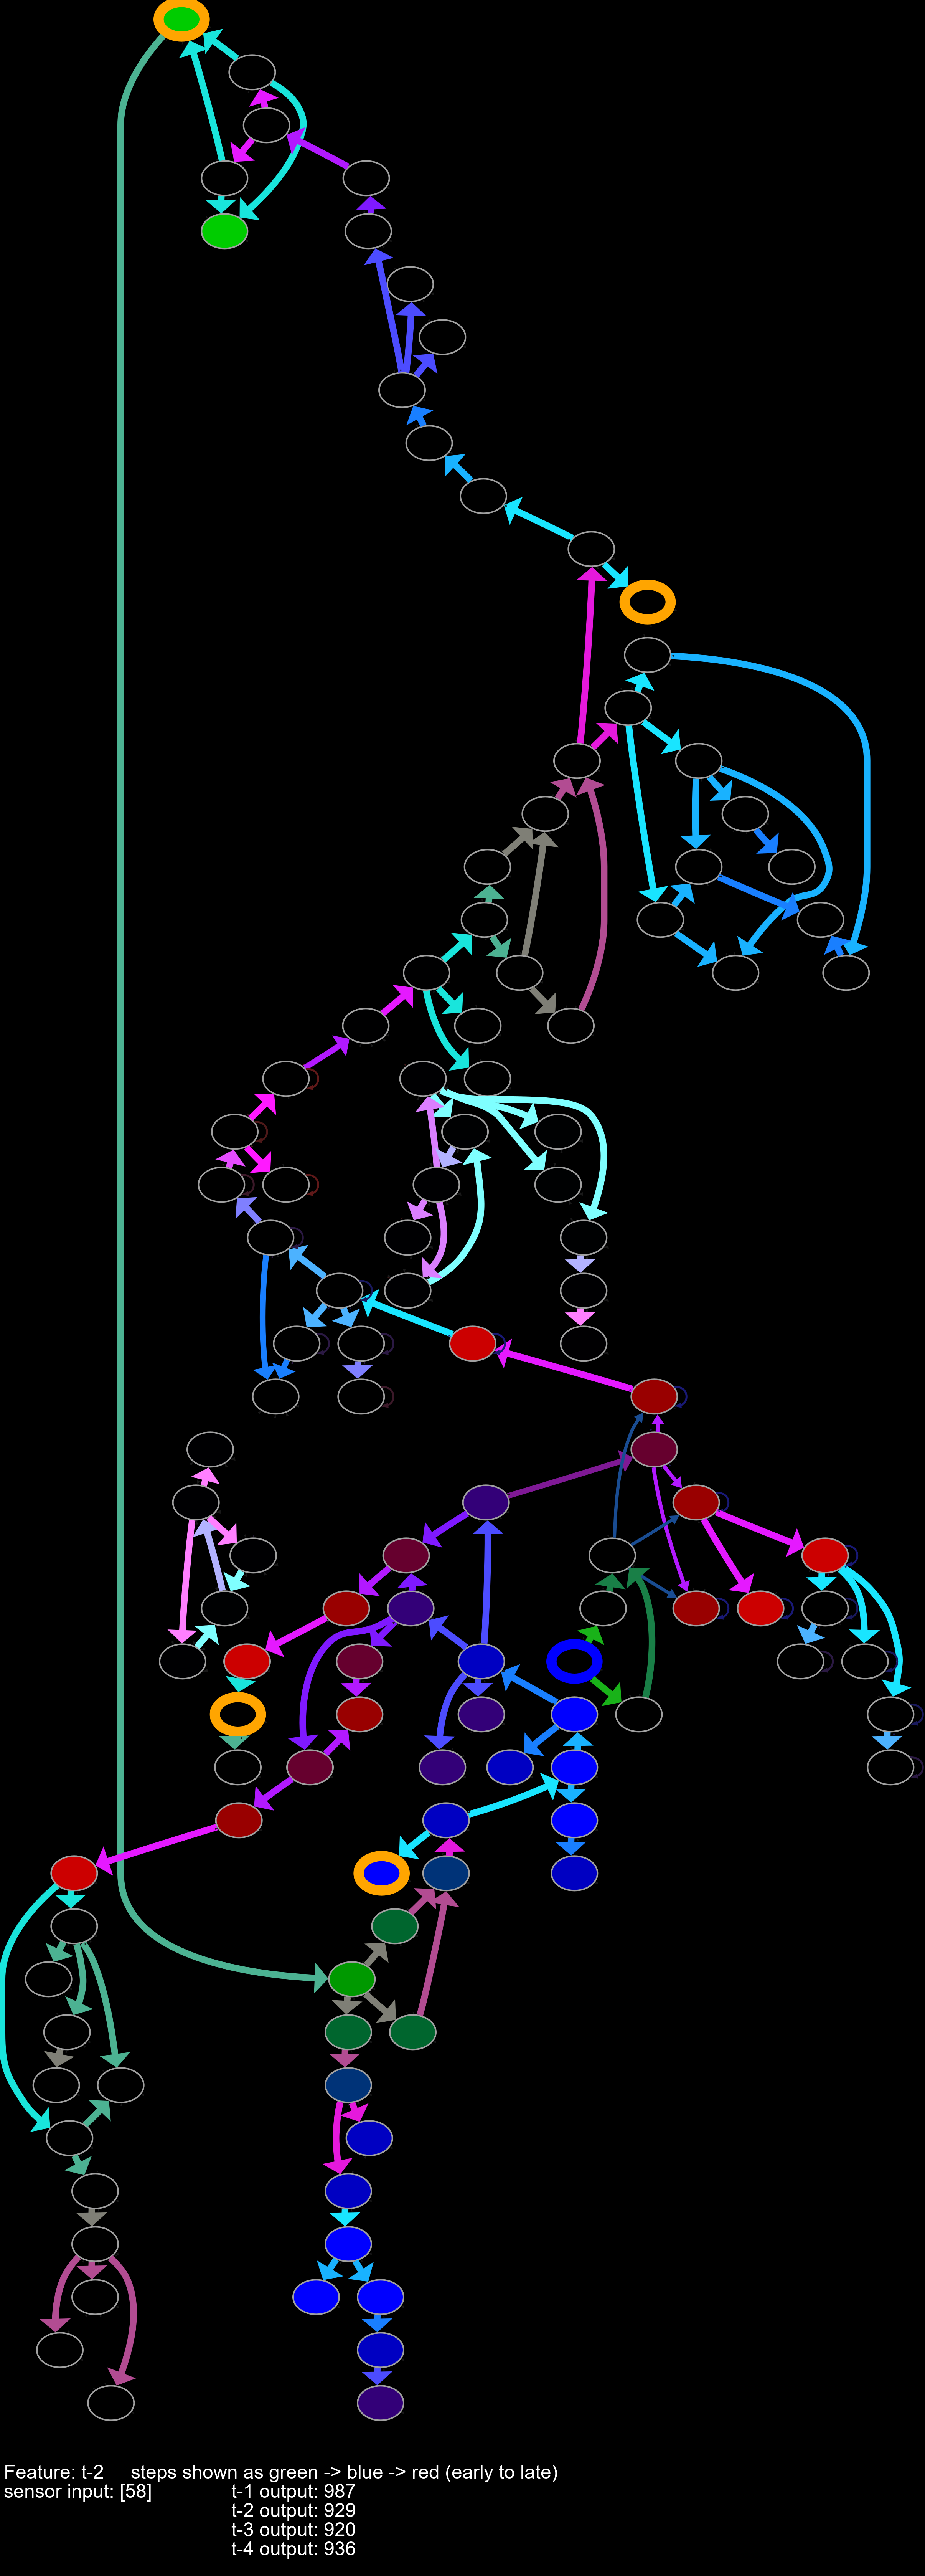 Feature: t-2 steps shown as green -> blue -> red (early to late)
sensor input: [58] t-1 output: 987
t-2 output: 929
t-3 output: 920
t-4 output: 936